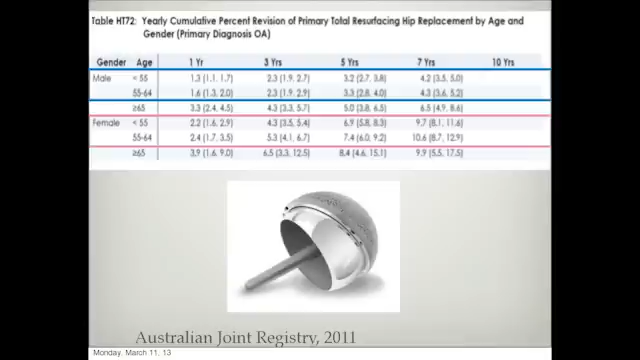 Table HT72: Yearly Cumulative Percent Revision of Primary Total Resurfacing Hip Replacement by Age and
Gender (Primary Diagnosis OA)
Gender Age 1 Yr 3 Yrs 5 Yrs 7 Yrs 10 Yrs
Male < 55 1.3 (1.1, 1.7) 2.3 (1.9, 2.7) 3.2 (2.7, 3.8) 4.2 (3.5, 5.0)
55-64 1.6 (1.3, 2.0) 2.3 (1.9, 2.9) 3.3 (2.8, 4.0) 4.3 (3.6, 5.2)
≥65 3.3 (2.4, 4.5) 4.3 (3.3, 5.7) 5.0 (3.8, 6.5) 6.5 (4.9, 8.6)
Female < 55 2.2 (1.6, 2.9) 4.3 (3.5, 5.4) 6.9 (5.8, 8.3) 9.7 (8.1, 11.6)
55-64 2.4 (1.7, 3.5) 5.3 (4.1, 6.7) 7.4 (6.0, 9.2) 10.6 (8.7, 12.9)
≥65 3.9 (1.6, 9.0) 6.5 (3.3, 12.5) 8.4 (4.6, 15.1) 9.9 (5.5, 17.5)
Australian Joint Registry, 2011
Monday, March 11, 13